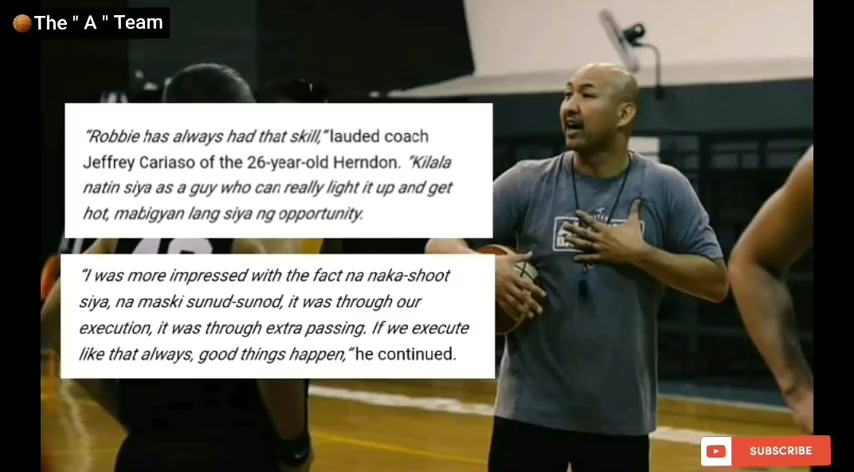 The " A " Team
"Robbie has always had that skill," lauded coach
Jeffrey Cariaso of the 26-year-old Herndon. "Kilala
natin siya as a guy who can really light it up and get
hot, mabigyan lang siya ng opportunity.
"I was more impressed with the fact na naka-shoot
siya, na maski sunud-sunod, it was through our
execution, it was through extra passing. If we execute
like that always, good things happen," he continued.
SUBSCRIBE